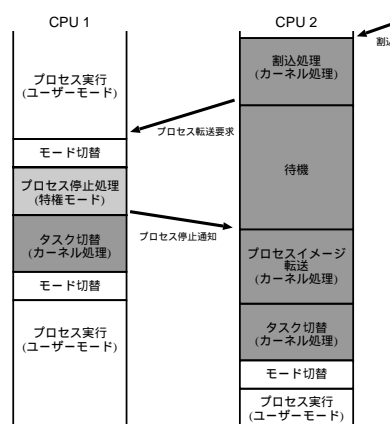 CPU 1
プロセス実行
(ユーザーモード)
モード切替
プロセス停止処理
(特権モード)
タスク切替
(カーネル処理)
モード切替
プロセス実行
(ユーザーモード)
プロセス転送要求
プロセス停止通知
CPU 2
割込処理
(カーネル処理)
待機
プロセスイメージ
転送
(カーネル処理)
タスク切替
(カーネル処理)
モード切替
プロセス実行
(ユーザーモード)
割込